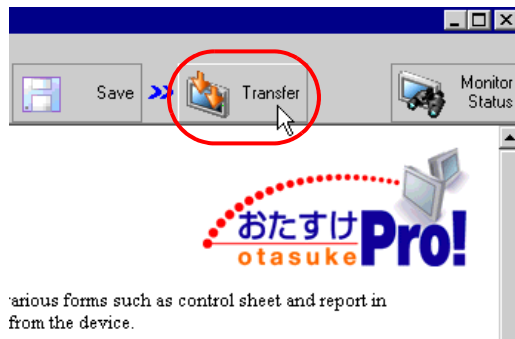 Save
Transfer
Monitor
Status
おたすけ
otasuke
Pro!
arious forms such as control sheet and report in
from the device.